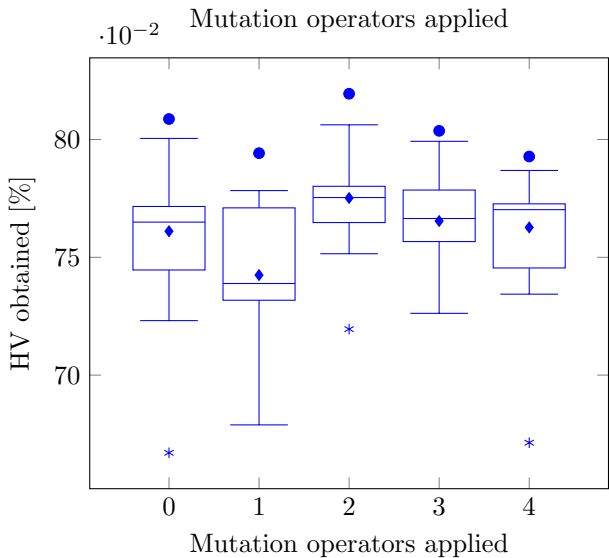 Mutation operators applied
·10−2
80
75
70
HV obtained [%]
0 1 2 3 4
Mutation operators applied